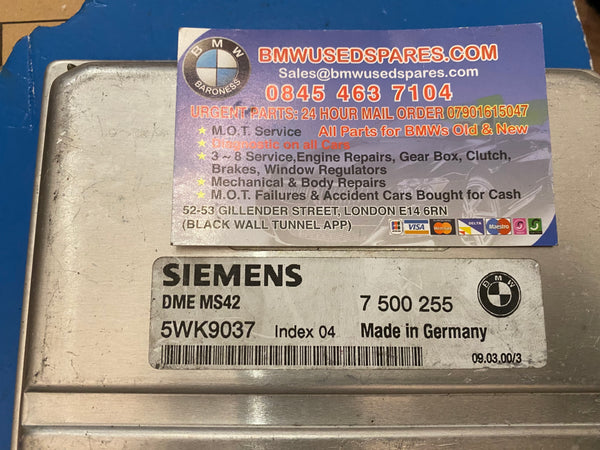 BMW
BARONESS
BMWUSEDSPARES.COM
Sales@bmwusedspares.com
0845 463 7104
URGENT PARTS: 24 HOUR MAIL ORDER 07901615047
★ M.O.T. Service All Parts for BMWs Old & New
★ Diagnostic on all Cars
★ 3 ~ 8 Service,Engine Repairs, Gear Box, Clutch,
Brakes, Window Regulators
★ Mechanical & Body Repairs
★ M.O.T. Failures & Accident Cars Bought for Cash
52-53 GILLENDER STREET, LONDON E14 6RN
(BLACK WALL TUNNEL APP)
VISA DELTA Maestro
SIEMENS
DME MS42 7 500 255
BMW
5WK9037 Index 04 Made in Germany
09.03.00/3